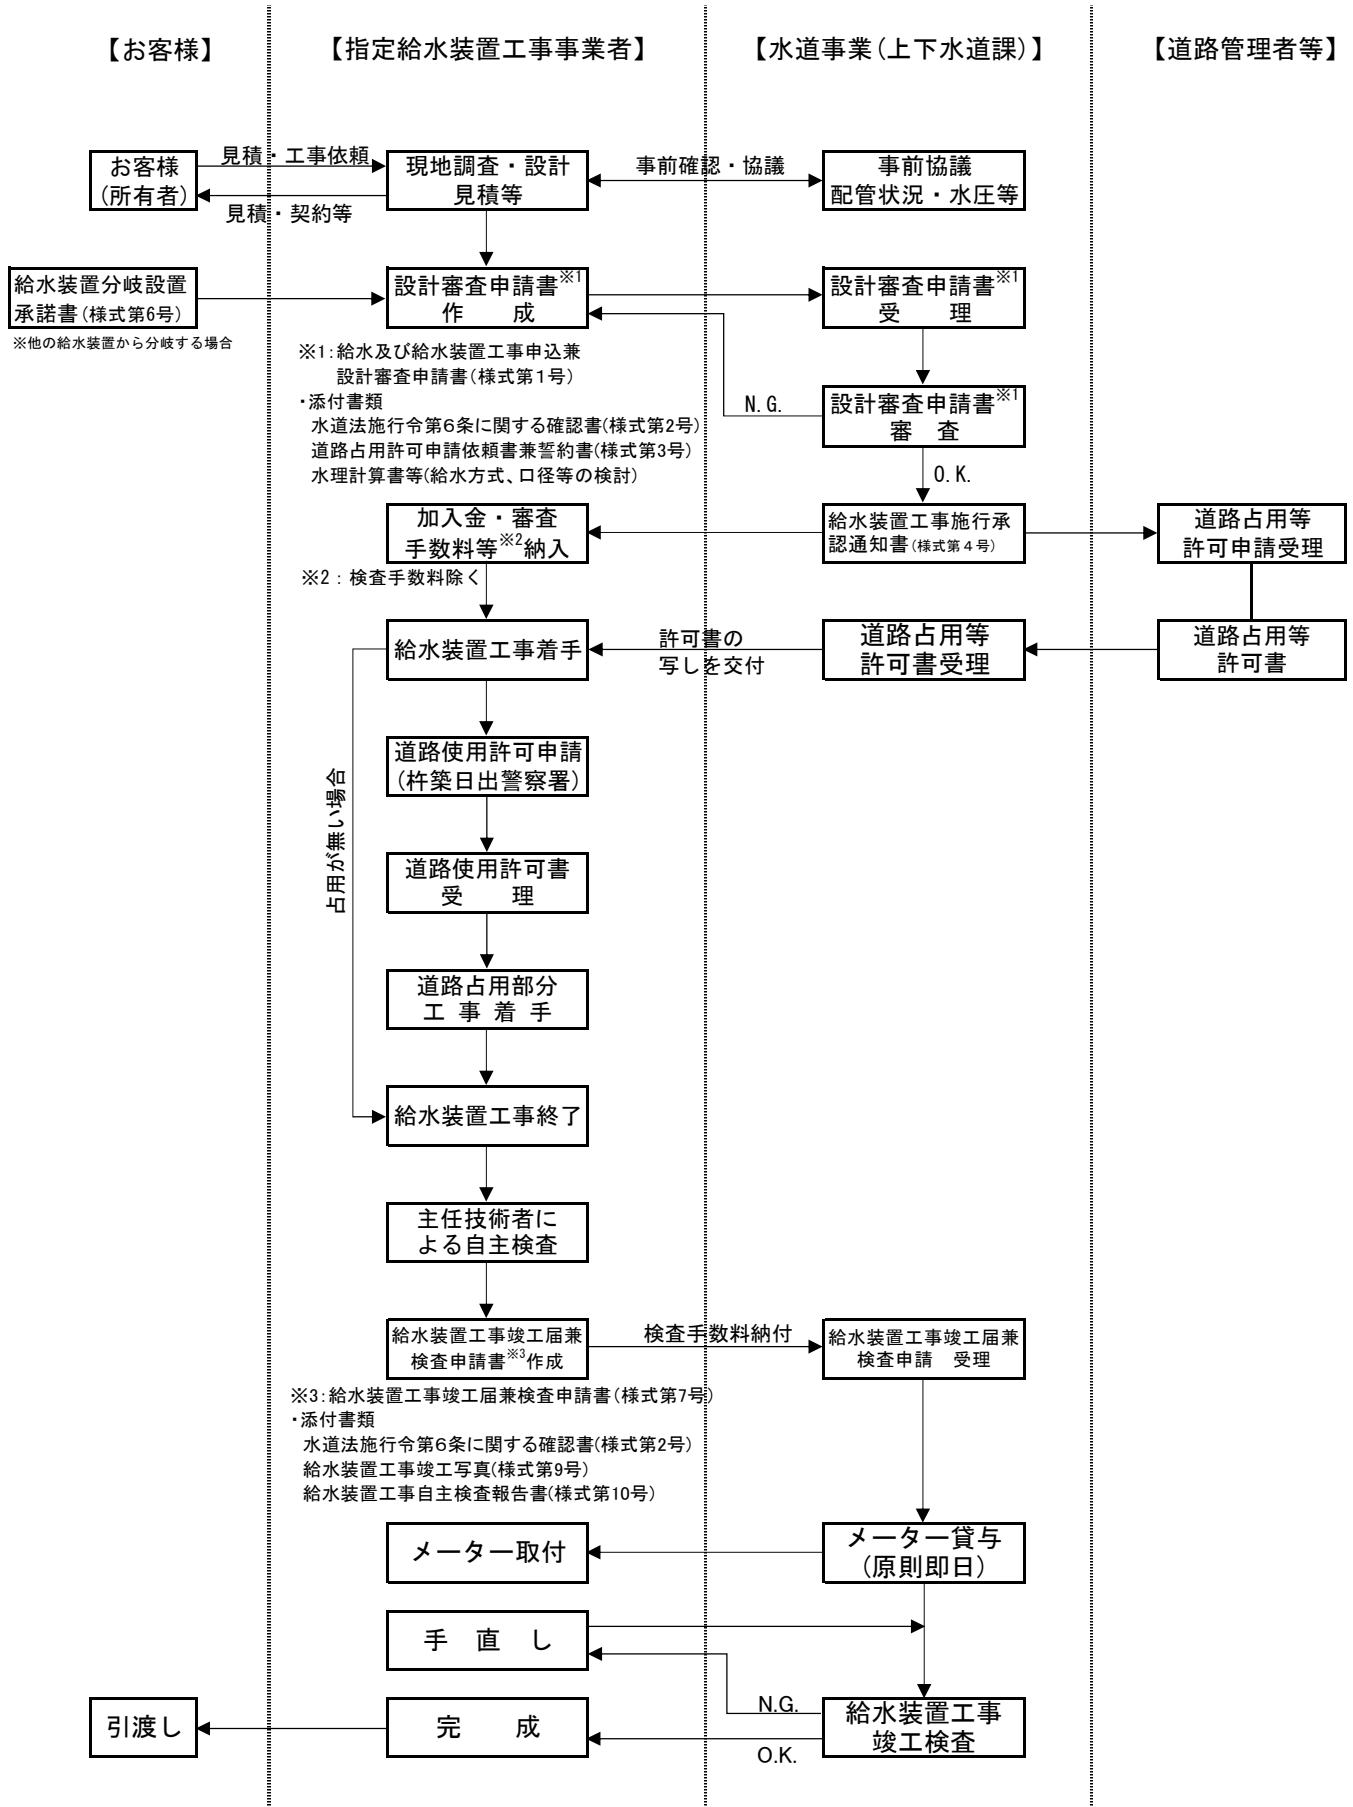 【お客様】
【指定給水装置工事事業者】
【水道事業(上下水道課)】
【道路管理者等】
お客様
(所有者)
見積・工事依頼
見積・契約等
現地調査・設計
見積等
事前確認・協議
事前協議
配管状況・水圧等
給水装置分岐設置
承諾書(様式第6号)
※他の給水装置から分岐する場合
設計審査申請書※1
作　　成
設計審査申請書※1
受　　理
※1:給水及び給水装置工事申込兼
設計審査申請書(様式第1号)
・添付書類
水道法施行令第6条に関する確認書(様式第2号)
道路占用許可申請依頼書兼誓約書(様式第3号)
水理計算書等(給水方式、口径等の検討)
N.G.
設計審査申請書※1
審　査
O.K.
加入金・審査
手数料等※2納入
※2：検査手数料除く
給水装置工事施行承
認通知書(様式第４号)
道路占用等
許可申請受理
給水装置工事着手
許可書の
写しを交付
道路占用等
許可書受理
道路占用等
許可書
占用が無い場合
道路使用許可申請
(杵築日出警察署)
道路使用許可書
受　　理
道路占用部分
工 事 着 手
給水装置工事終了
主任技術者に
よる自主検査
給水装置工事竣工届兼
検査申請書※3作成
検査手数料納付
給水装置工事竣工届兼
検査申請　受理
※3:給水装置工事竣工届兼検査申請書(様式第7号)
・添付書類
水道法施行令第6条に関する確認書(様式第2号)
給水装置工事竣工写真(様式第9号)
給水装置工事自主検査報告書(様式第10号)
メーター取付
メーター貸与
(原則即日)
手　直　し
N.G.
給水装置工事
竣工検査
O.K.
完　　成
引渡し